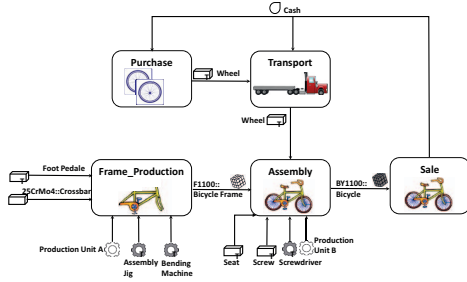 Cash
Purchase
Transport
Wheel
Wheel
Foot Pedale
25CrMo4::Crossbar
Frame_Production
F1100::
Bicycle Frame
Assembly
BY1100::
Bicycle
Sale
Production Unit A
Assembly
Jig
Bending
Machine
Seat
Screw
Screwdriver
Production
Unit B